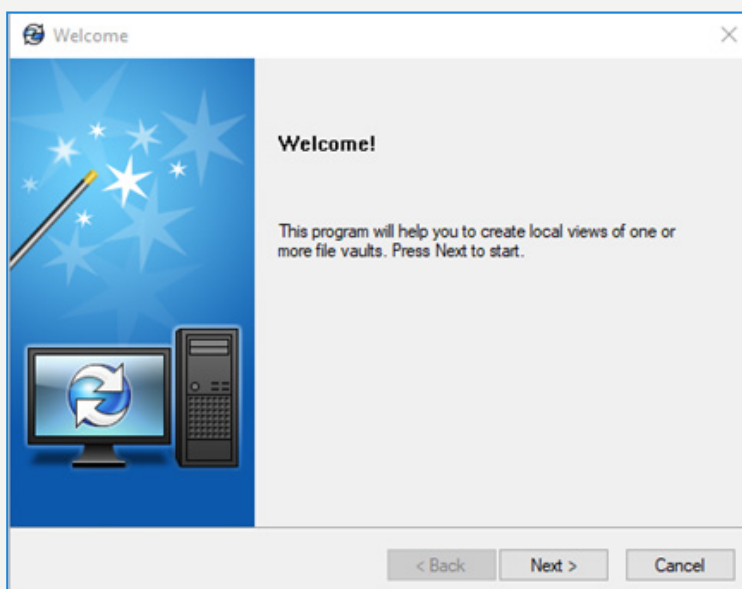 Welcome
Welcome!
This program will help you to create local views of one or
more file vaults. Press Next to start.
< Back Next > Cancel